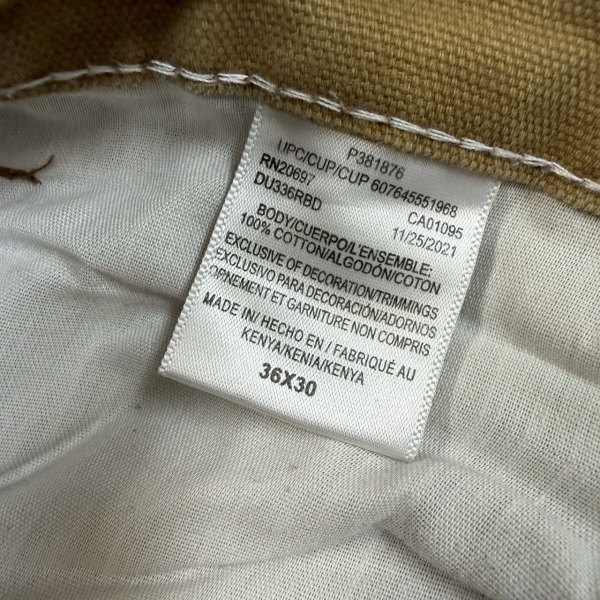 P381876
UPC/CUP/CUP 607645551968
RN20697 CA01095
DU336RBD 11/25/2021
BODY/CUERPO/L'ENSEMBLE:
100% COTTON/ALGODÓN/COTON
EXCLUSIVE OF DECORATION/TRIMMINGS
EXCLUSIVO PARA DECORACIÓN/ADORNOS
ORNEMENT ET GARNITURE NON COMPRIS
MADE IN/ HECHO EN / FABRIQUÉ AU
KENYA/KENIA/KENYA
36X30